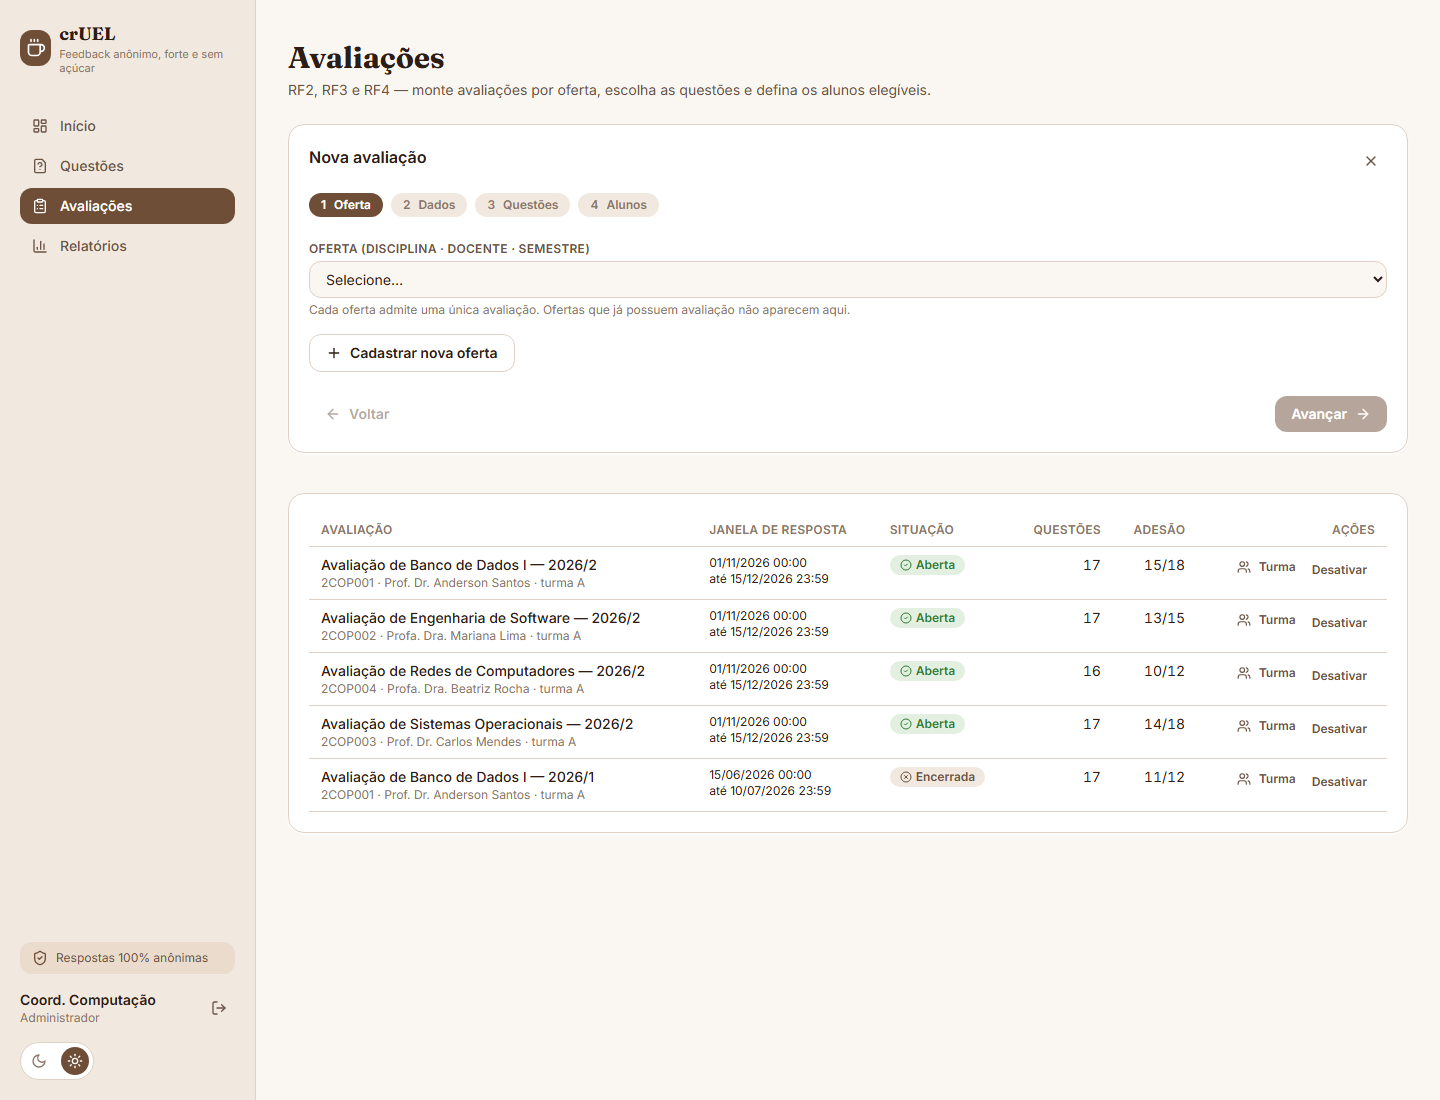 crUEL
Feedback anônimo, forte e sem
açúcar
Início
Questões
Avaliações
Relatórios
Respostas 100% anônimas
Coord. Computação
Administrador
Avaliações
RF2, RF3 e RF4 — monte avaliações por oferta, escolha as questões e defina os alunos elegíveis.
Nova avaliação
1 Oferta 2 Dados 3 Questões 4 Alunos
OFERTA (DISCIPLINA · DOCENTE · SEMESTRE)
Selecione...
Cada oferta admite uma única avaliação. Ofertas que já possuem avaliação não aparecem aqui.
Cadastrar nova oferta
Voltar Avançar
AVALIAÇÃO JANELA DE RESPOSTA SITUAÇÃO QUESTÕES ADESÃO AÇÕES
Avaliação de Banco de Dados I — 2026/2 01/11/2026 00:00 Aberta 17 15/18 Turma Desativar
2COP001 · Prof. Dr. Anderson Santos · turma A até 15/12/2026 23:59
Avaliação de Engenharia de Software — 2026/2 01/11/2026 00:00 Aberta 17 13/15 Turma Desativar
2COP002 · Profa. Dra. Mariana Lima · turma A até 15/12/2026 23:59
Avaliação de Redes de Computadores — 2026/2 01/11/2026 00:00 Aberta 16 10/12 Turma Desativar
2COP004 · Profa. Dra. Beatriz Rocha · turma A até 15/12/2026 23:59
Avaliação de Sistemas Operacionais — 2026/2 01/11/2026 00:00 Aberta 17 14/18 Turma Desativar
2COP003 · Prof. Dr. Carlos Mendes · turma A até 15/12/2026 23:59
Avaliação de Banco de Dados I — 2026/1 15/06/2026 00:00 Encerrada 17 11/12 Turma Desativar
2COP001 · Prof. Dr. Anderson Santos · turma A até 10/07/2026 23:59